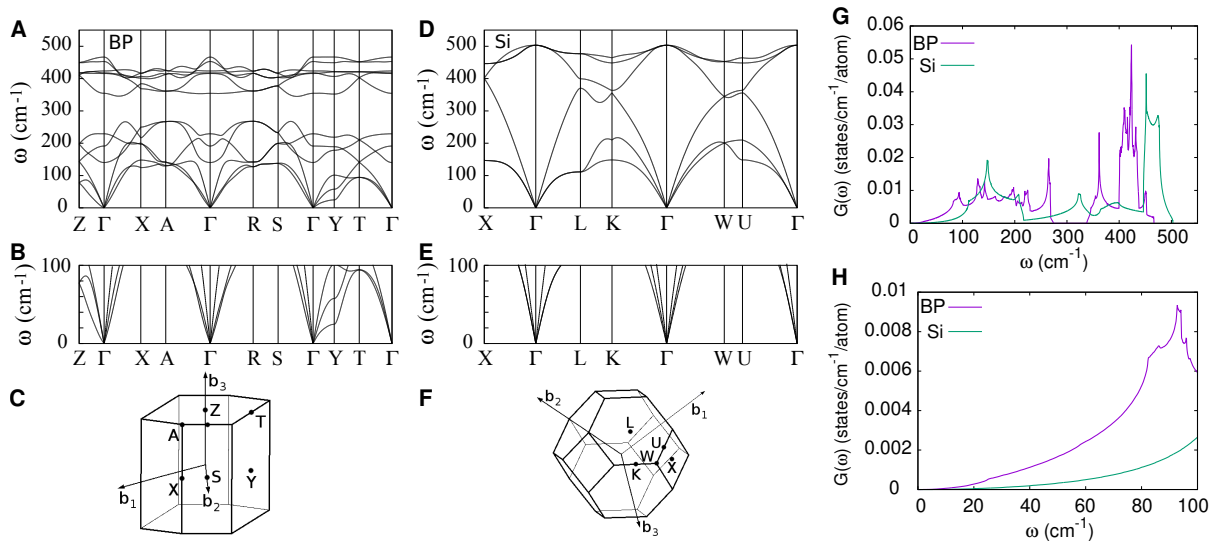 A
BP
ω (cm-1)
500
400
300
200
100
0
Z Γ X A Γ R S Γ Y T Γ
B
ω (cm-1)
100
0
Z Γ X A Γ R S Γ Y T Γ
C
b3
Z
T
A
X
S
Y
b1
b2
D
Si
ω (cm-1)
500
400
300
200
100
0
X Γ L K Γ W U Γ
E
ω (cm-1)
100
0
X Γ L K Γ W U Γ
F
b2
b1
L
U
W
K
X
b3
G
G(ω) (states/cm-1/atom)
0.06
0.05
0.04
0.03
0.02
0.01
0
BP
Si
0 100 200 300 400 500
ω (cm-1)
H
G(ω) (states/cm-1/atom)
0.01
0.008
0.006
0.004
0.002
0
BP
Si
0 20 40 60 80 100
ω (cm-1)